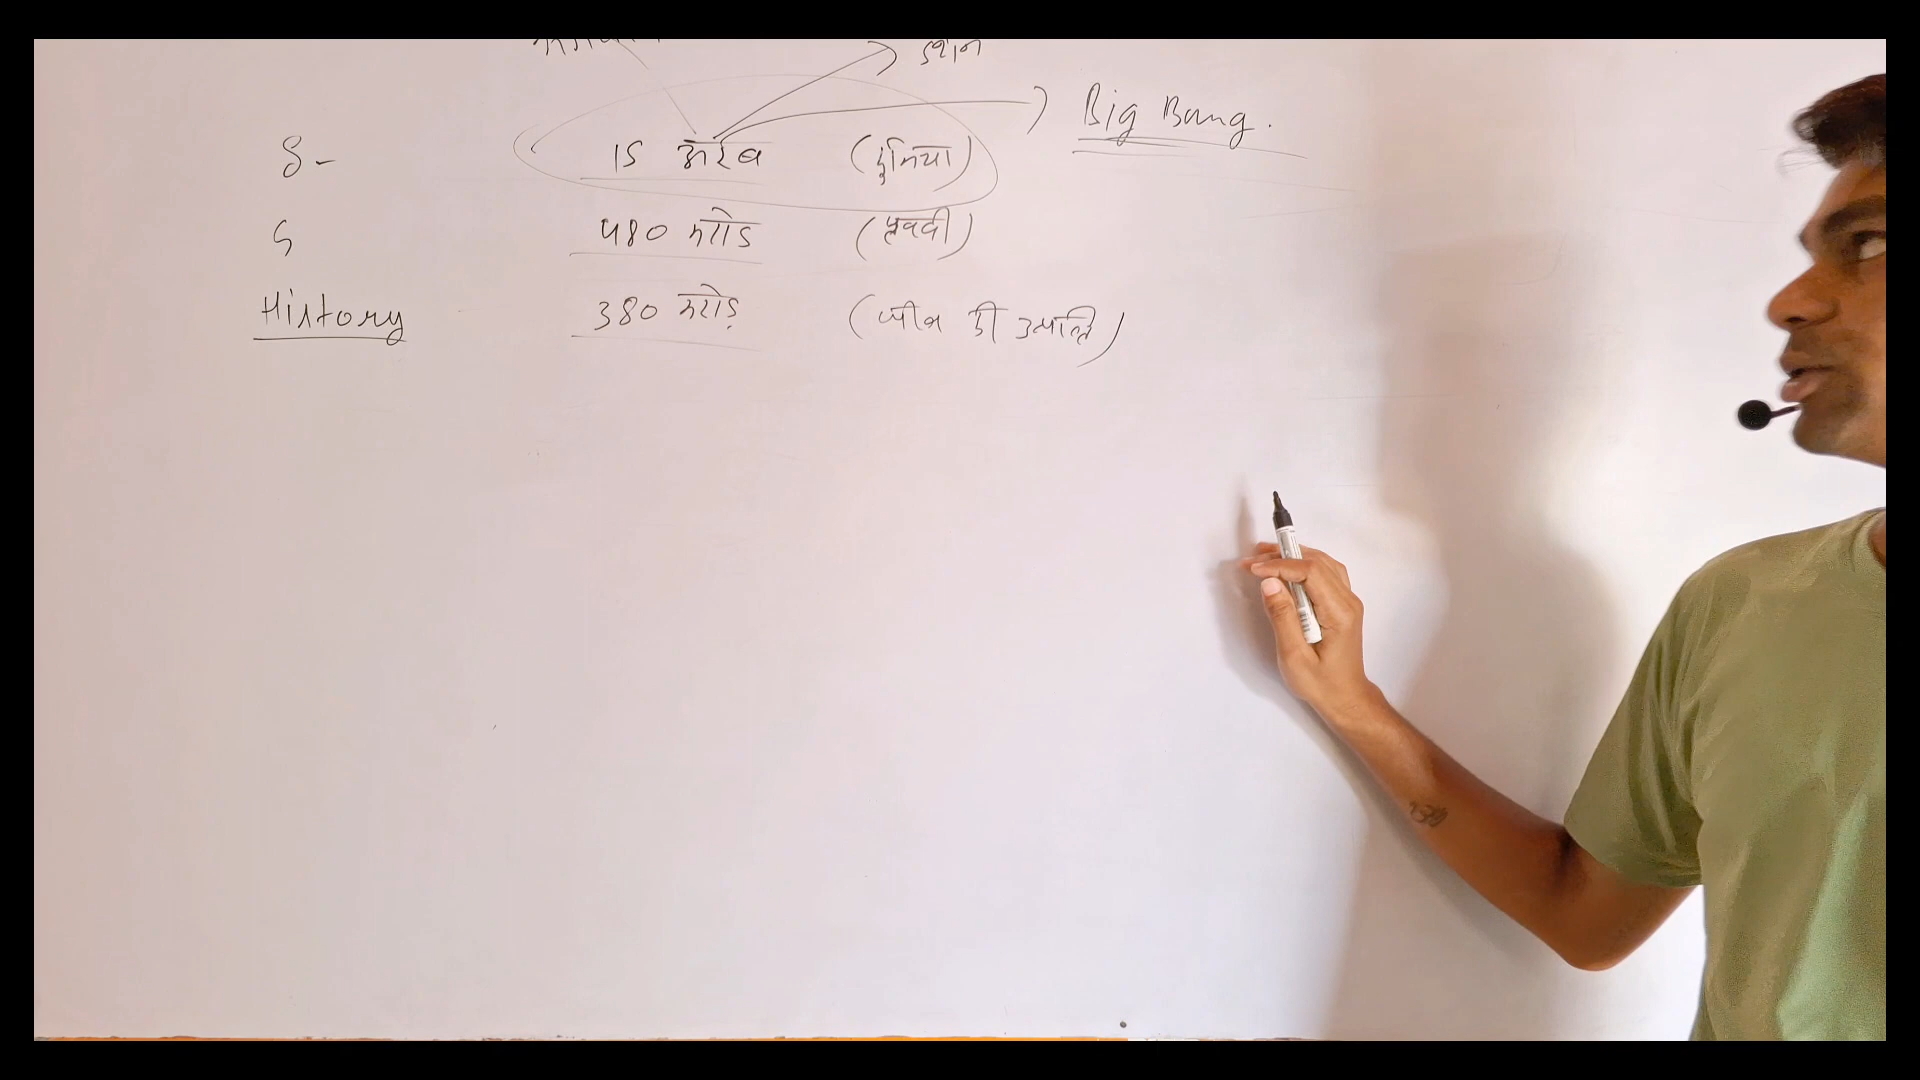 स्थान
Big Bang.
S- 15 अरब (दुनिया)
S 480 करोड (पृथ्वी)
History 380 करोड़ (जीव की उत्पत्ति)